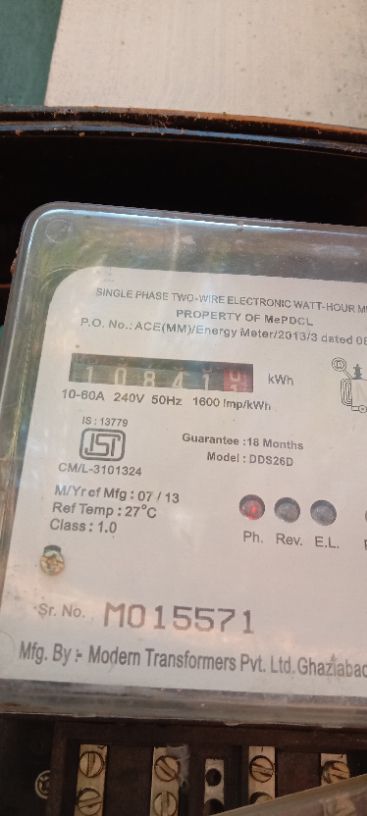 SINGLE PHASE TWO-WIRE ELECTRONIC WATT-HOUR
PROPERTY OF MePDCL
P.O. No.: ACE(MM)/Energy Meter/2013/3 dated 08
10841 kWh
10-60A 240V 50Hz 1600 Imp/kWh
IS : 13779
ISI
CM/L-3101324
Guarantee :18 Months
Model : DDS26D
M/Yr of Mfg : 07 / 13
Ref Temp : 27°C
Class : 1.0
Ph. Rev. E.L.
Sr. No. M015571
Mfg. By :- Modern Transformers Pvt. Ltd. Ghaziabad